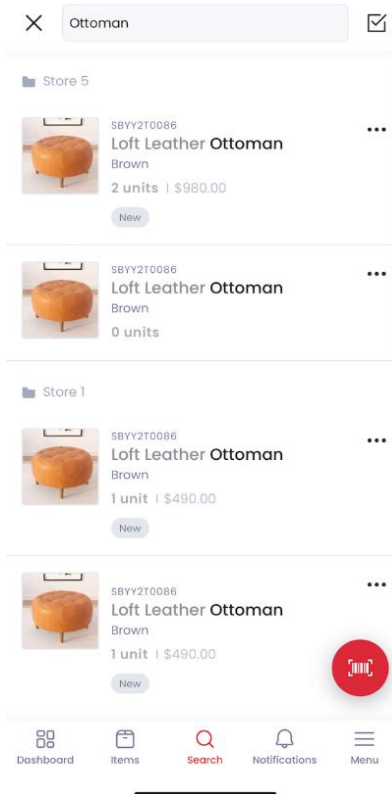 Ottoman
Store 5
SBYY2T0086
Loft Leather Ottoman
Brown
2 units | $980.00
New
SBYY2T0086
Loft Leather Ottoman
Brown
0 units
Store 1
SBYY2T0086
Loft Leather Ottoman
Brown
1 unit | $490.00
New
SBYY2T0086
Loft Leather Ottoman
Brown
1 unit | $490.00
New
Dashboard Items Search Notifications Menu